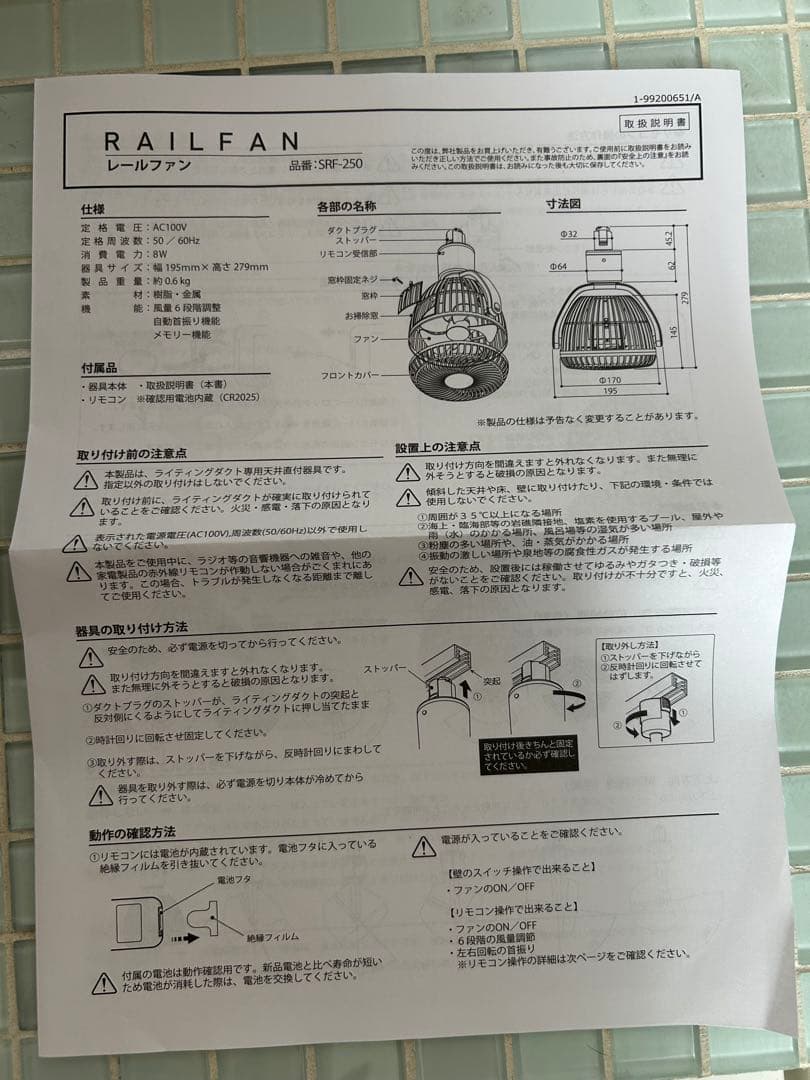 1-99200651/A
RAILFAN
レールファン
品番:SRF-250
取扱説明書
この度は、弊社製品をお買上げいただき、有難うございます。ご使用前に取扱説明書をお読み
いただき正しい方法でご使用ください。また事故防止のため、裏面の「安全上の注意」をお読
みください。この取扱説明書は、お読みになった後も大切に保存してください。
仕様
定格電圧:AC100V
定格周波数:50／60Hz
消費電力:8W
器具サイズ:幅195mm×高さ279mm
製品重量:約0.6kg
素材:樹脂・金属
機能:風量6段階調整
自動首振り機能
メモリー機能
付属品
・器具本体 ・取扱説明書（本書）
・リモコン ※確認用電池内蔵（CR2025）
各部の名称
ダクトプラグ
ストッパー
リモコン受信部
窓枠固定ネジ
窓枠
お掃除窓
ファン
フロントカバー
寸法図
Φ32
Φ64
45.2
62
279
145
Φ170
195
※製品の仕様は予告なく変更することがあります。
取り付け前の注意点
本製品は、ライティングダクト専用天井直付器具です。
指定以外の取り付けはしないでください。
取り付け前に、ライティングダクトが確実に取り付けられて
いることをご確認ください。火災・感電・落下の原因となり
ます。
表示された電源電圧(AC100V),周波数(50/60Hz)以外で使用し
ないでください。
本製品をご使用中に、ラジオ等の音響機器への雑音や、他の
家電製品の赤外線リモコンが作動しない場合がごくまれにあ
ります。この場合、トラブルが発生しなくなる距離まで離し
てご使用ください。
設置上の注意点
取り付け方向を間違えますと外れなくなります。また無理に
外そうとすると破損の原因となります。
傾斜した天井や床、壁に取り付けたり、下記の環境・条件では
使用しないでください。
①周囲が35℃以上になる場所
②海上・臨海部等の岩礁隣接地、塩素を使用するプール、屋外や
雨（水）のかかる場所、風呂場等の湿気が多い場所
③粉塵の多い場所や、油・蒸気がかかる場所
④振動の激しい場所や泉地等の腐食性ガスが発生する場所
安全のため、設置後には稼働させてゆるみやガタつき・破損等
がないことをご確認ください。取り付けが不十分ですと、火災、
感電、落下の原因となります。
器具の取り付け方法
安全のため、必ず電源を切ってから行ってください。
取り付け方向を間違えますと外れなくなります。
また無理に外そうとすると破損の原因となります。
①ダクトプラグのストッパーが、ライティングダクトの突起と
反対側にくるようにしてライティングダクトに押し当てたまま
②時計回りに回転させ固定してください。
③取り外す際は、ストッパーを下げながら、反時計回りにまわして
ください。
器具を取り外す際は、必ず電源を切り本体が冷めてから
行ってください。
ストッパー
突起
①
②
取り付け後きちんと固定
されているか必ず確認し
てください。
【取り外し方法】
①ストッパーを下げながら
②反時計回りに回転させて
はずします。
②
①
動作の確認方法
①リモコンには電池が内蔵されています。電池フタに入っている
絶縁フィルムを引き抜いてください。
電池フタ
絶縁フィルム
付属の電池は動作確認用です。新品電池と比べ寿命が短い
ため電池が消耗した際は、電池を交換してください。
電源が入っていることをご確認ください。
【壁のスイッチ操作で出来ること】
・ファンのON／OFF
【リモコン操作で出来ること】
・ファンのON／OFF
・6段階の風量調節
・左右回転の首振り
※リモコン操作の詳細は次ページをご確認ください。